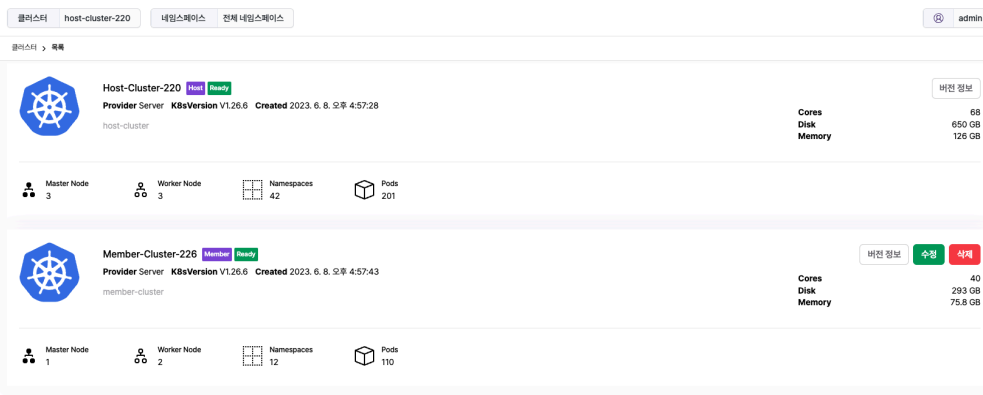 클러스터 host-cluster-220 네임스페이스 전체 네임스페이스 admin
클러스터 > 목록
Host-Cluster-220 Host Ready 버전 정보
Provider Server K8sVersion V1.26.6 Created 2023. 6. 8. 오후 4:57:28
host-cluster
Cores 68
Disk 650 GB
Memory 126 GB
Master Node 3
Worker Node 3
Namespaces 42
Pods 201
Member-Cluster-226 Member Ready 버전 정보 수정 삭제
Provider Server K8sVersion V1.26.6 Created 2023. 6. 8. 오후 4:57:43
member-cluster
Cores 40
Disk 293 GB
Memory 75.8 GB
Master Node 1
Worker Node 2
Namespaces 12
Pods 110